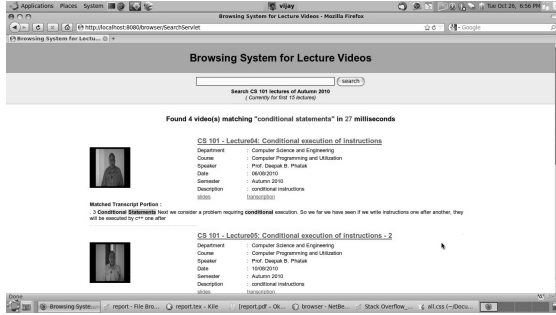 Applications Places System vijay Tue Oct 26, 6:56 PM
Browsing System for Lecture Videos - Mozilla Firefox
http://localhost:8080/browser/SearchServlet Google
Browsing System for Lectu...
Browsing System for Lecture Videos
search
Search CS 101 lectures of Autumn 2010
( Currently for first 15 lectures)
Found 4 video(s) matching "conditional statements" in 27 milliseconds
CS 101 - Lecture04: Conditional execution of instructions
Department : Computer Science and Engineering
Course : Computer Programming and Utilization
Speaker : Prof. Deepak B. Phatak
Date : 06/08/2010
Semester : Autumn 2010
Description : conditional instructions
slides transcription
Matched Transcript Portion :
. 3 Conditional Statements Next we consider a problem requiring conditional execution. So far we have seen if we write instructions one after another, they
will be executed by c++ one after
CS 101 - Lecture05: Conditional execution of instructions - 2
Department : Computer Science and Engineering
Course : Computer Programming and Utilization
Speaker : Prof. Deepak B. Phatak
Date : 10/08/2010
Semester : Autumn 2010
Description : conditional instructions
slides transcription
Done
Browsing Syste... report - File Bro... report.tex - Kile [report.pdf - Ok... browser - NetBe... Stack Overflow_... all.css (~/Docu...